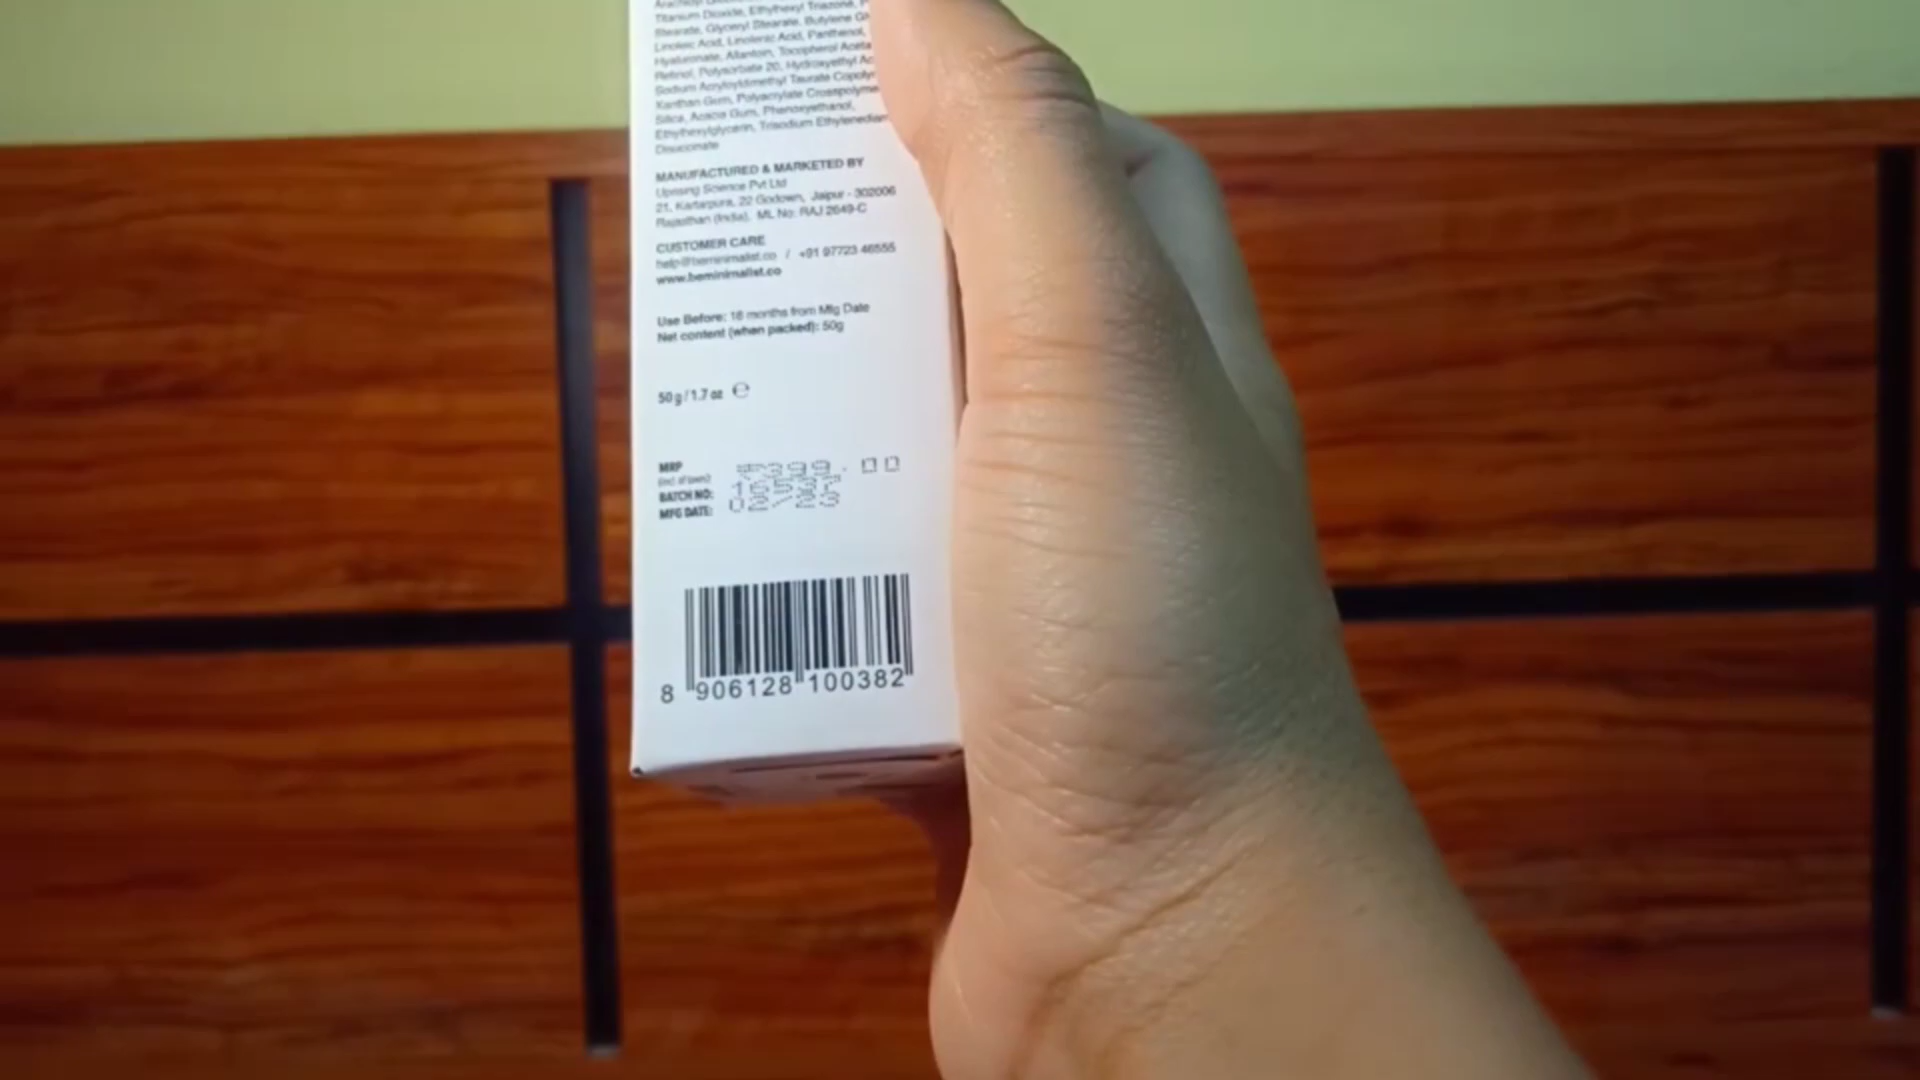 Titanium Dioxide, Ethylhexyl Triazone,
Stearate, Glyceryl Stearate, Butylene
Linoleic Acid, Linolenic Acid, Panthenol,
Hyaluronate, Allantoin, Tocopherol
Retinol, Polysorbate 20, Hydroxyethyl
Sodium Acryloyldimethyl Taurate
Xanthan Gum, Polyacrylate
Silica, Acacia Gum, Phenoxyethanol,
Ethylhexylglycerin, Trisodium
Disuccinate
MANUFACTURED & MARKETED BY
Uprising Science Pvt Ltd
21, Kartarpura, 22 Godown, Jaipur - 302006
Rajasthan (India). ML No: RAJ 2649-C
CUSTOMER CARE
help@beminimalist.co / +91 97723 46555
www.beminimalist.co
Use Before: 18 months from Mfg Date
Net content (when packed): 50g
50 g / 1.7 oz ℮
MRP 399.00
BATCH NO:
MFG DATE: 02/23
8 906128 100382